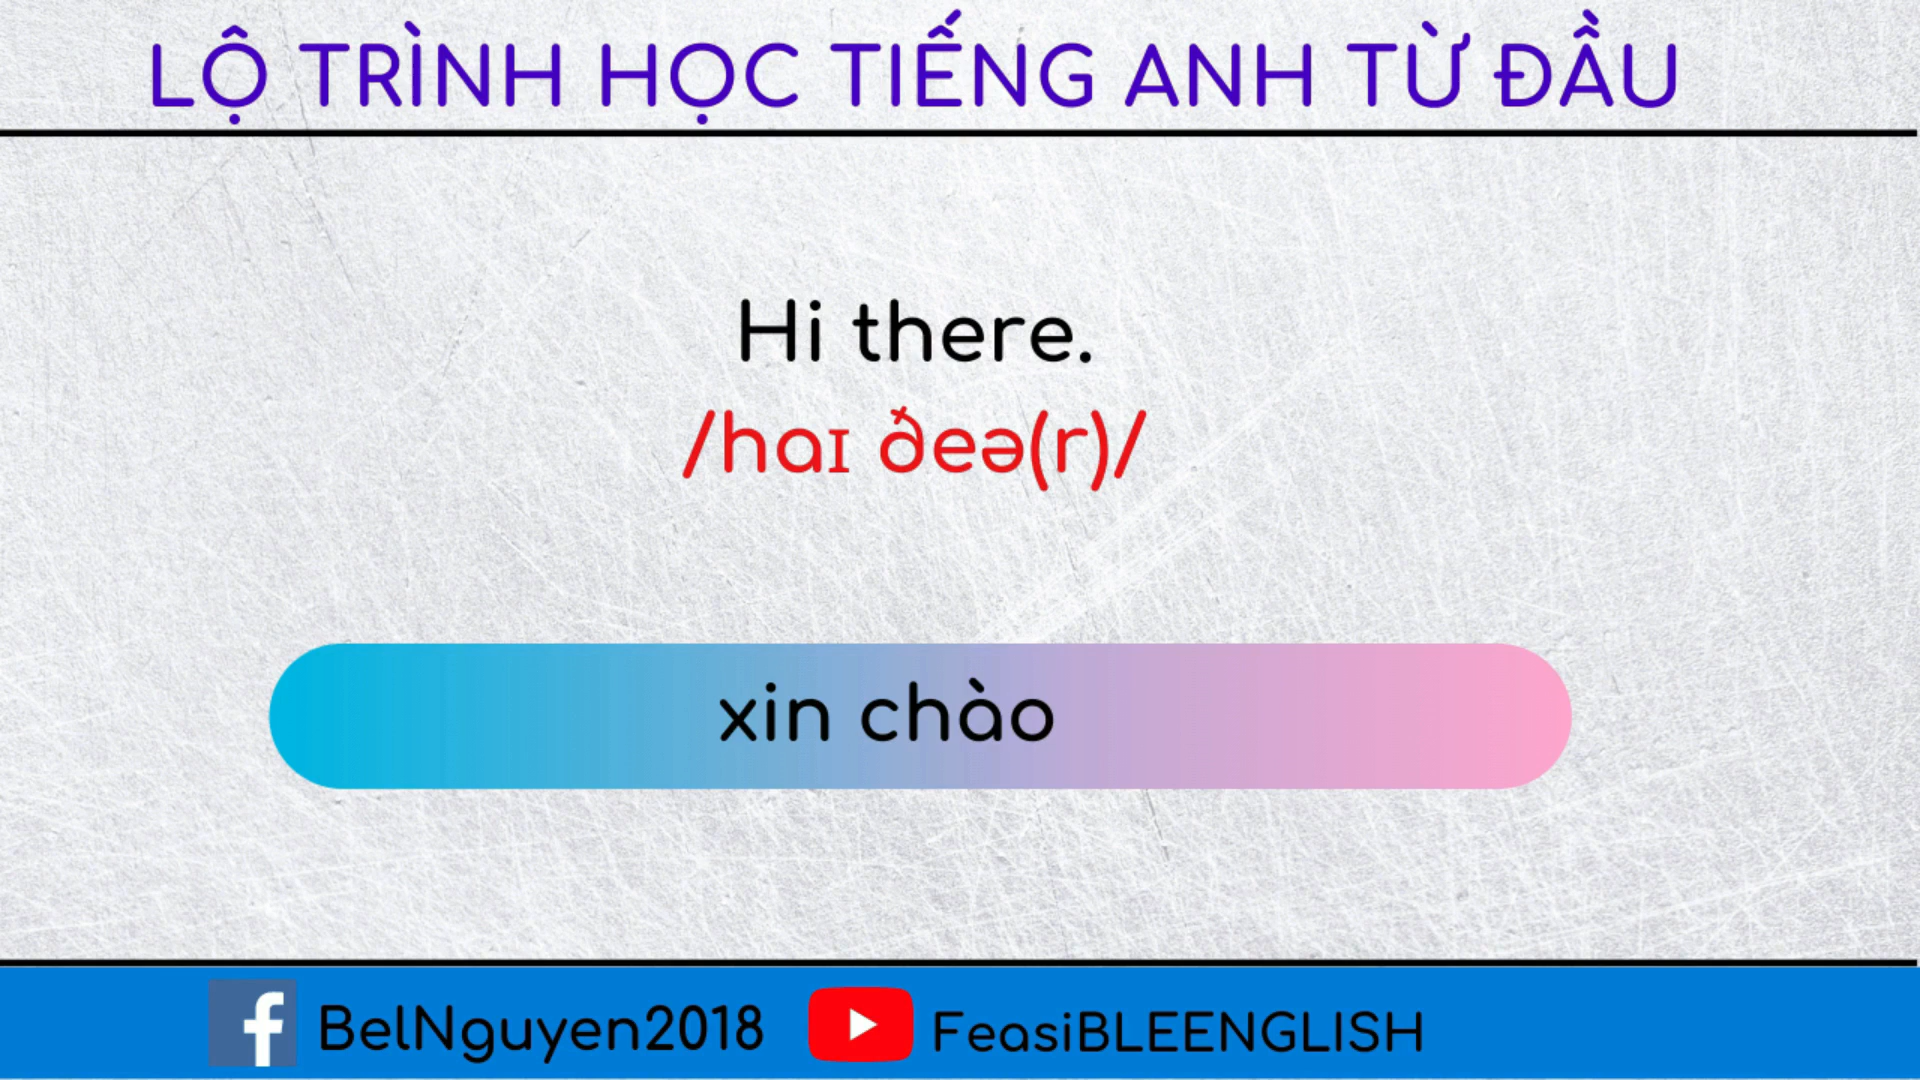 LỘ TRÌNH HỌC TIẾNG ANH TỪ ĐẦU
Hi there.
/haɪ ðeə(r)/
xin chào
BelNguyen2018 FeasiBLEENGLISH